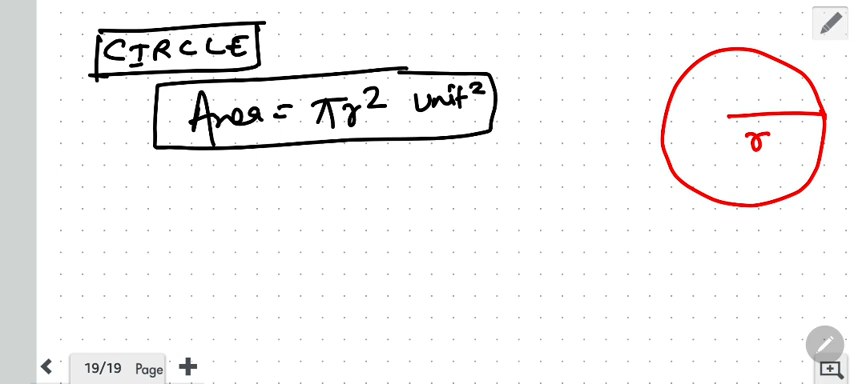 CIRCLE
Area = πr² unit²
r
19/19 Page